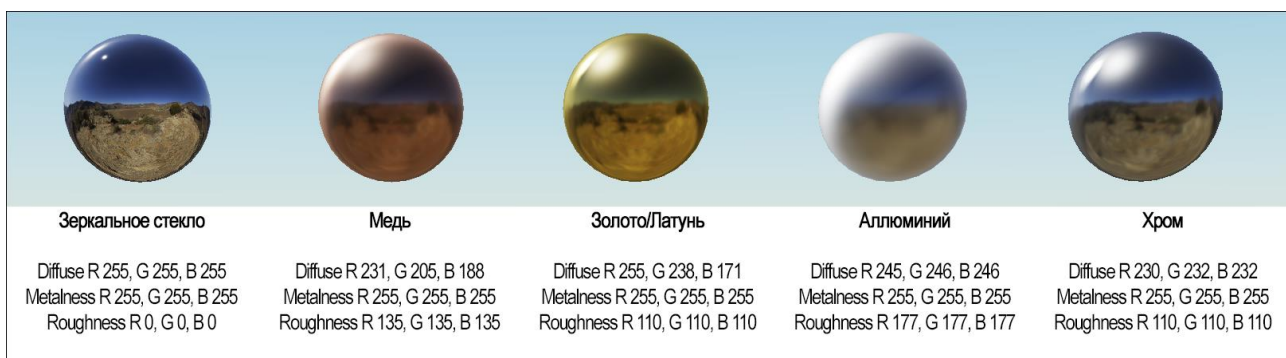 Зеркальное стекло
Diffuse R 255, G 255, B 255
Metalness R 255, G 255, B 255
Roughness R 0, G 0, B 0
Медь
Diffuse R 231, G 205, B 188
Metalness R 255, G 255, B 255
Roughness R 135, G 135, B 135
Золото/Латунь
Diffuse R 255, G 238, B 171
Metalness R 255, G 255, B 255
Roughness R 110, G 110, B 110
Аллюминий
Diffuse R 245, G 246, B 246
Metalness R 255, G 255, B 255
Roughness R 177, G 177, B 177
Хром
Diffuse R 230, G 232, B 232
Metalness R 255, G 255, B 255
Roughness R 110, G 110, B 110